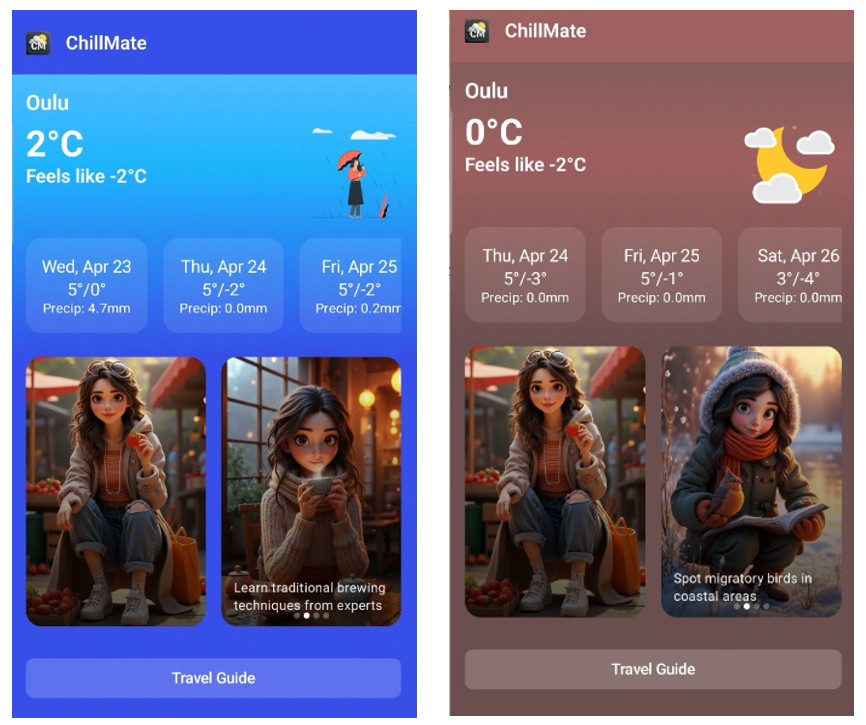 CM
ChillMate
Oulu
2°C
Feels like -2°C
Wed, Apr 23
5°/0°
Precip: 4.7mm
Thu, Apr 24
5°/-2°
Precip: 0.0mm
Fri, Apr 25
5°/-2°
Precip: 0.2mm
Learn traditional brewing
techniques from experts
Travel Guide
CM
ChillMate
Oulu
0°C
Feels like -2°C
Thu, Apr 24
5°/-3°
Precip: 0.0mm
Fri, Apr 25
5°/-1°
Precip: 0.0mm
Sat, Apr 26
3°/-4°
Precip: 0.0mm
Spot migratory birds in
coastal areas
Travel Guide